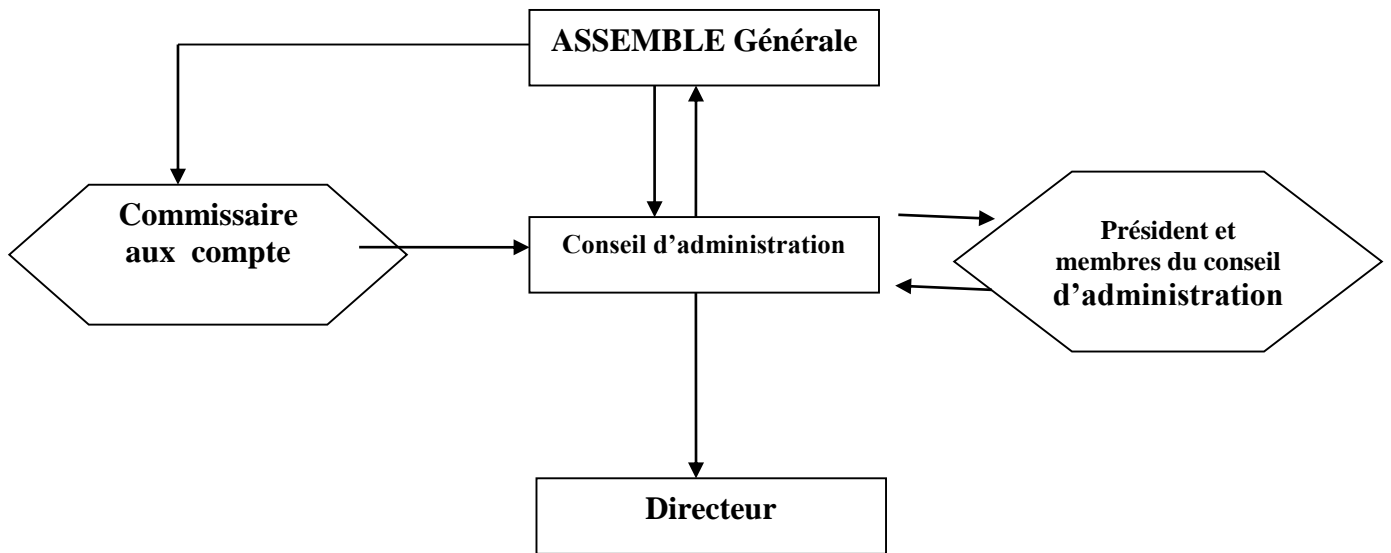 ASSEMBLE Générale
Commissaire
aux compte
Conseil d’administration
Président et
membres du conseil
d’administration
Directeur